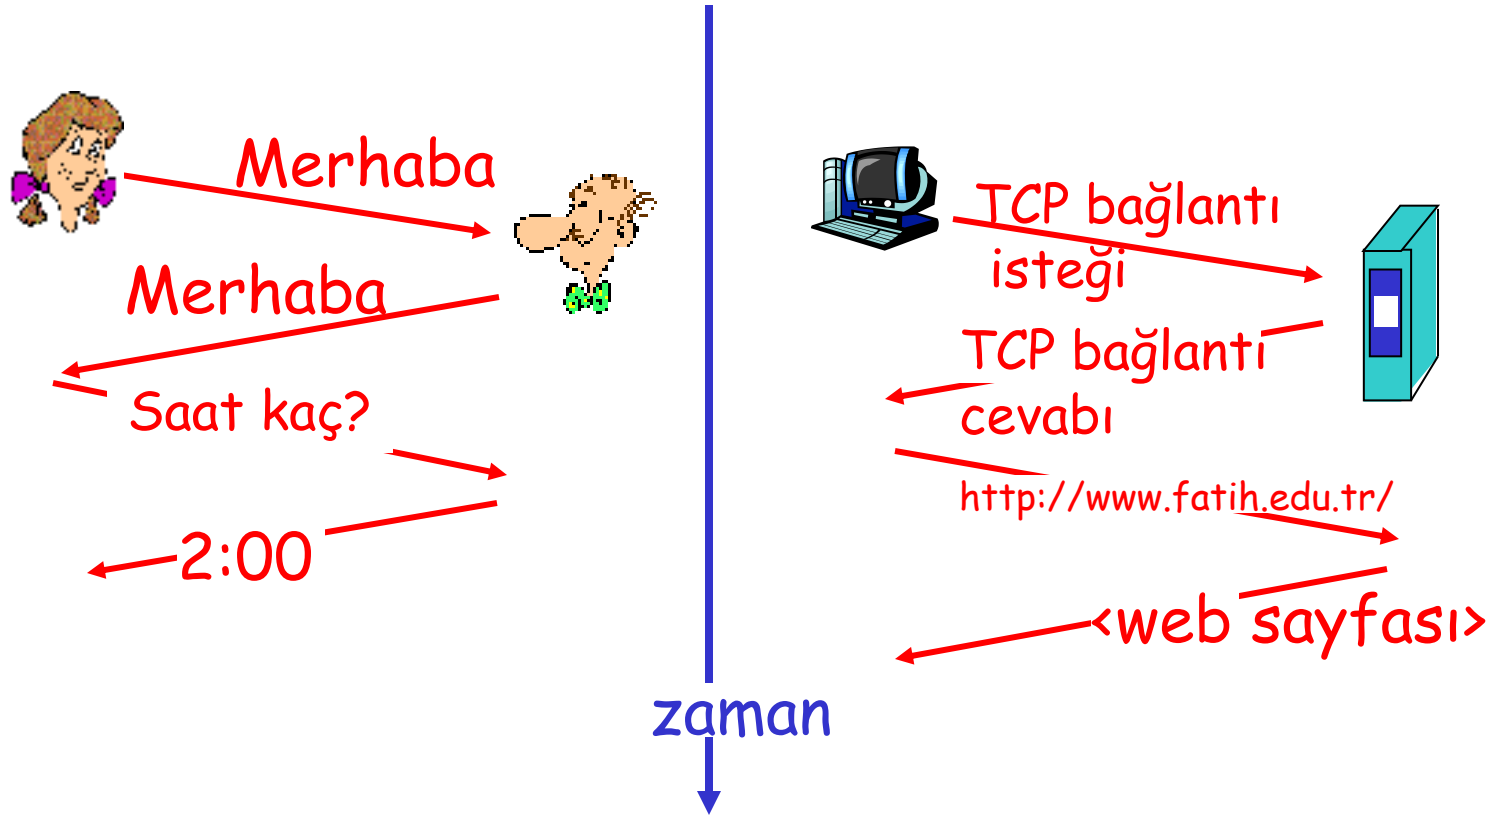 Merhaba
Merhaba
Saat kaç?
2:00
TCP bağlantı
isteği
TCP bağlantı
cevabı
http://www.fatih.edu.tr/
<web sayfası>
zaman